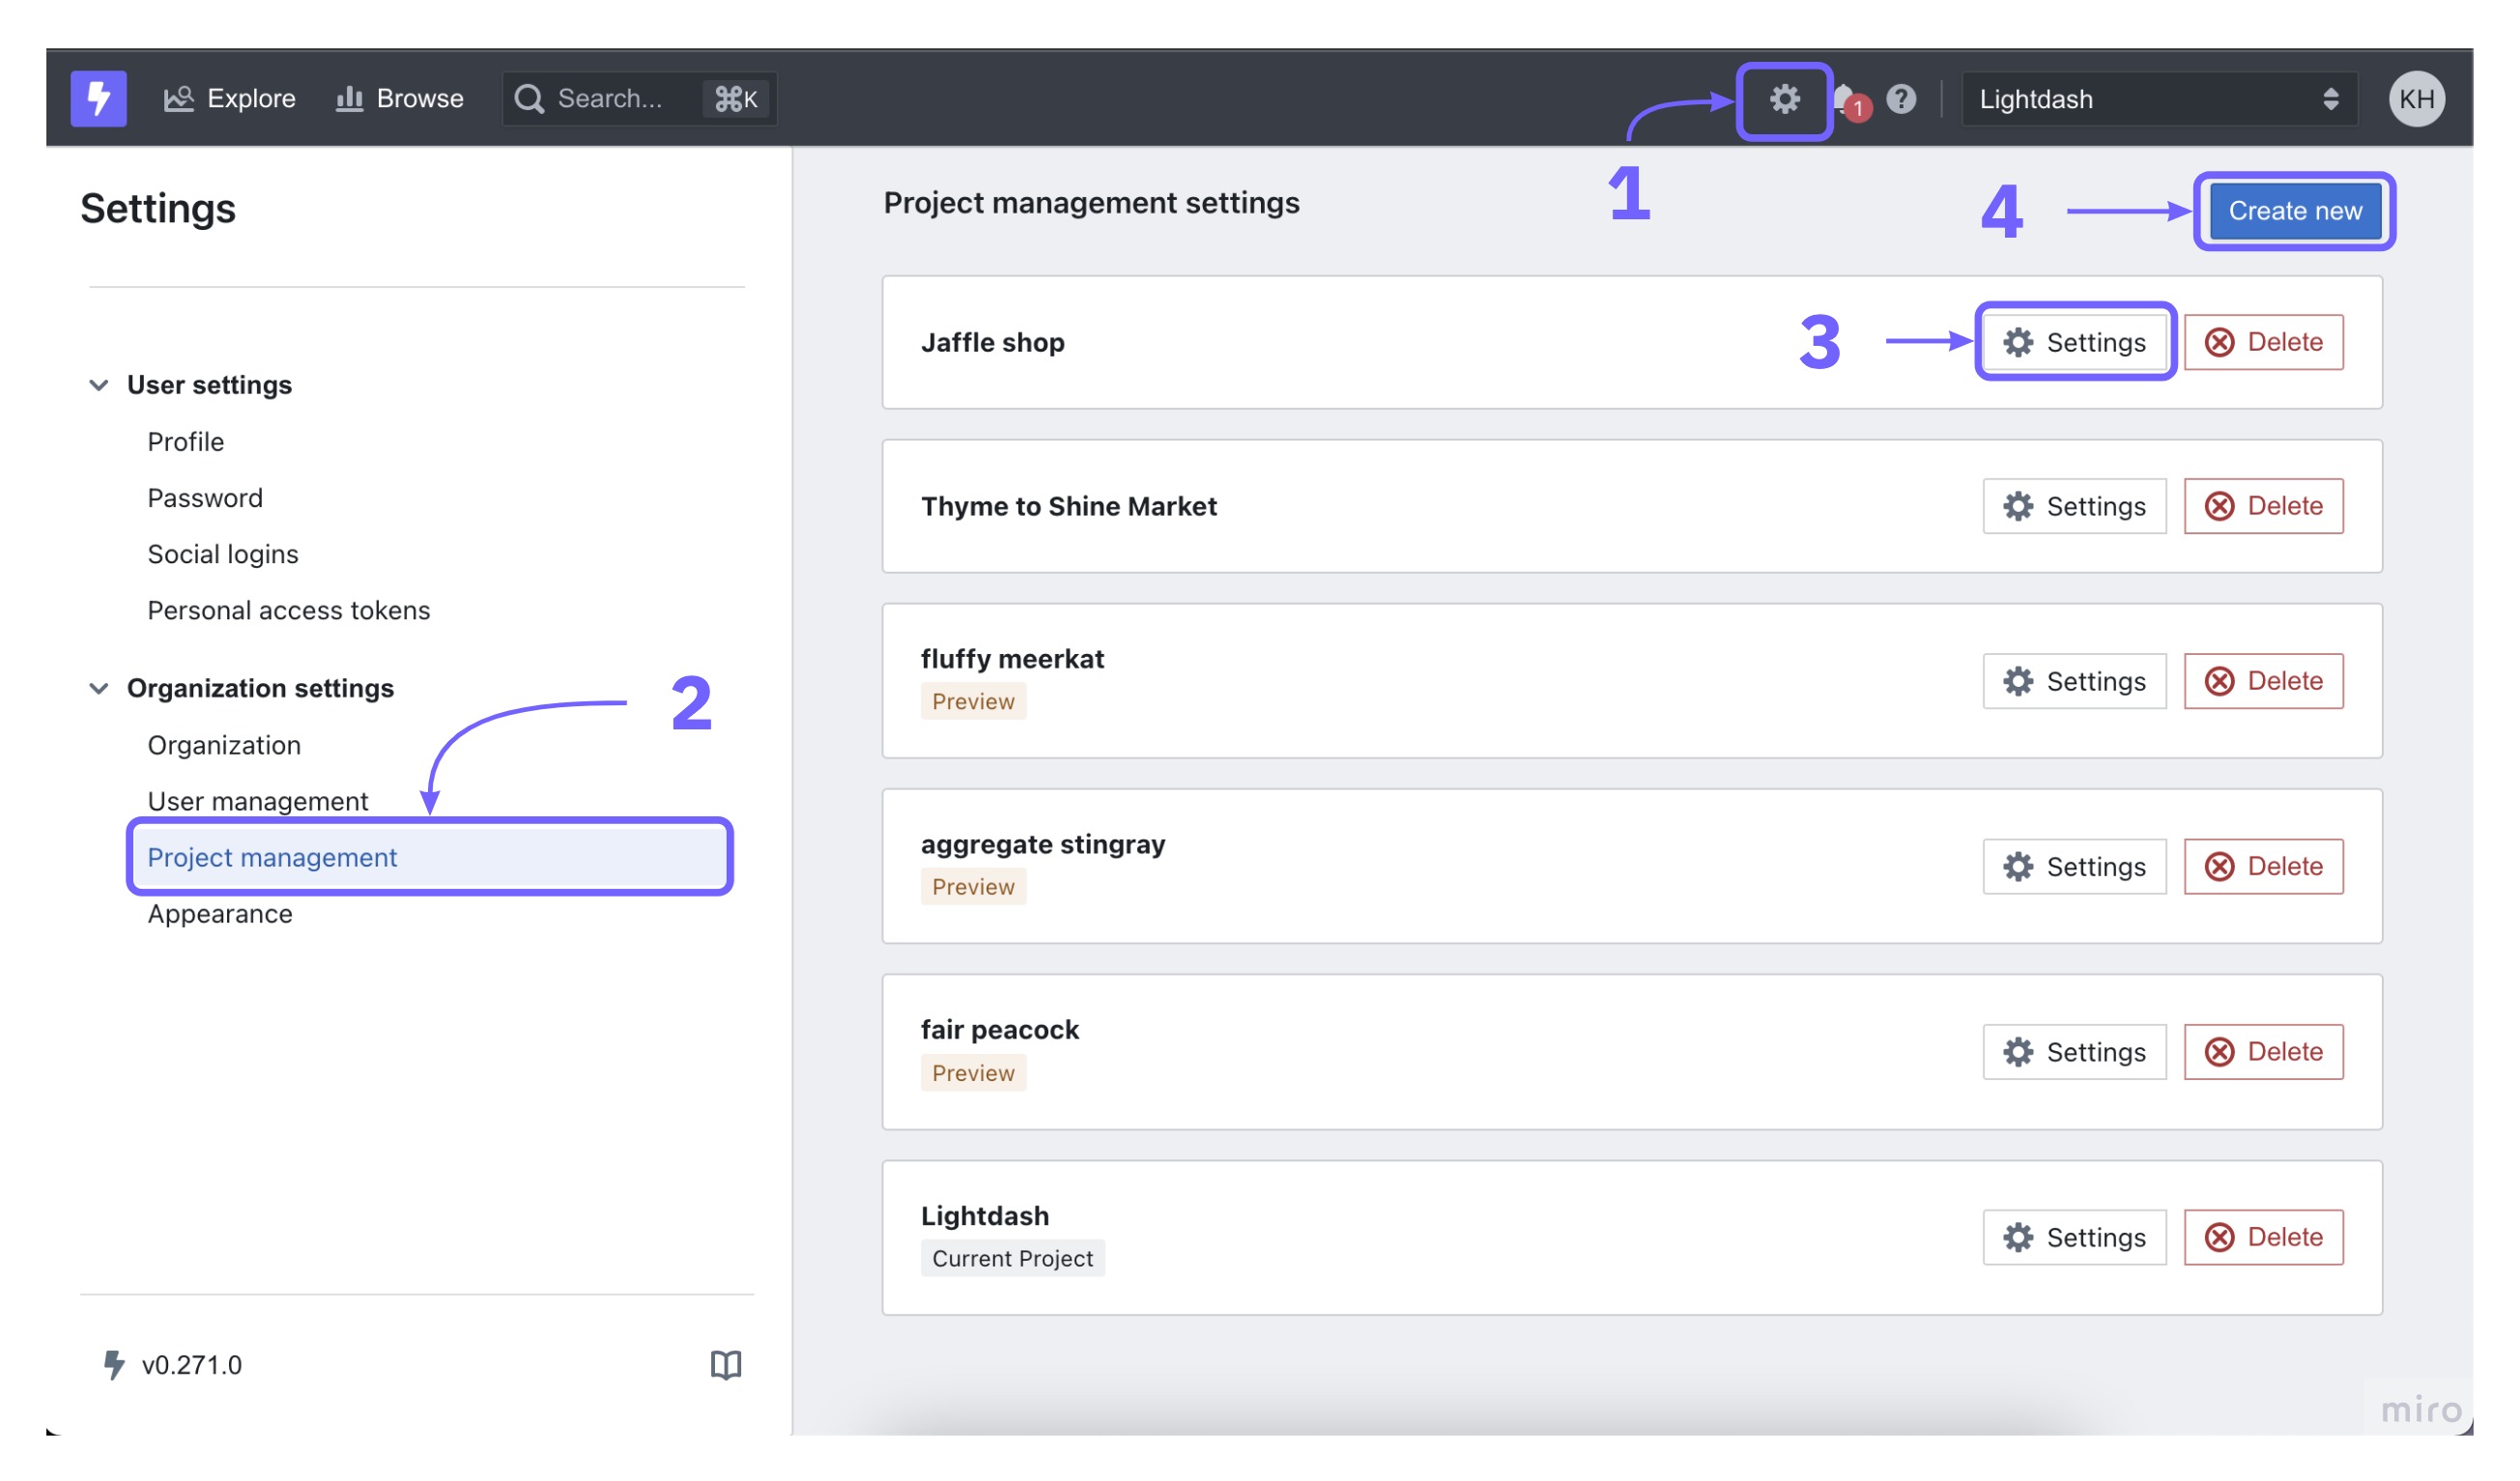 Explore
Browse
Search...
⌘K
1
?
Lightdash
KH
Settings
User settings
Profile
Password
Social logins
Personal access tokens
Organization settings
Organization
User management
Project management
Appearance
v0.271.0
1
2
3
4
Project management settings
Create new
Jaffle shop
Settings
Delete
Thyme to Shine Market
Settings
Delete
fluffy meerkat
Preview
Settings
Delete
aggregate stingray
Preview
Settings
Delete
fair peacock
Preview
Settings
Delete
Lightdash
Current Project
Settings
Delete
miro